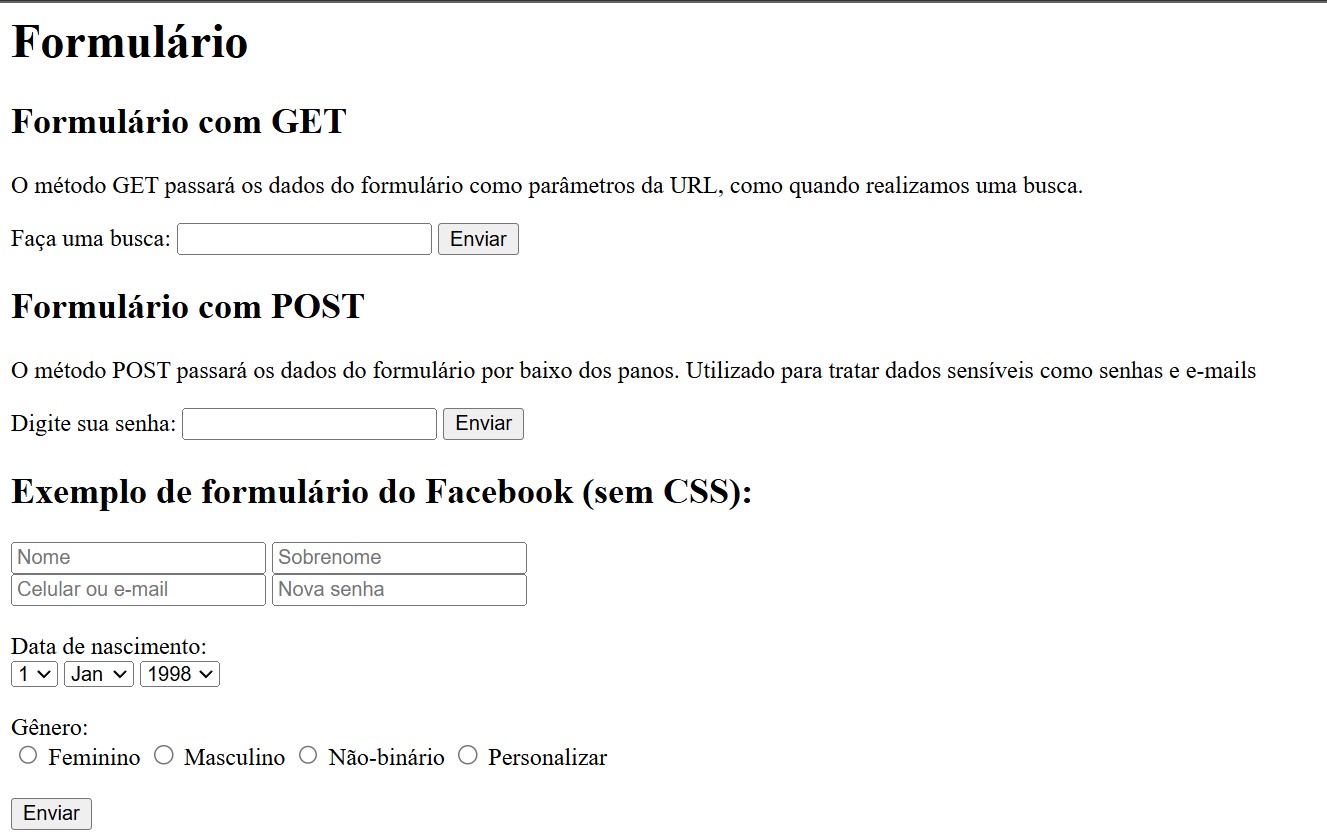 Formulário
Formulário com GET
O método GET passará os dados do formulário como parâmetros da URL, como quando realizamos uma busca.
Faça uma busca: Enviar
Formulário com POST
O método POST passará os dados do formulário por baixo dos panos. Utilizado para tratar dados sensíveis como senhas e e-mails
Digite sua senha: Enviar
Exemplo de formulário do Facebook (sem CSS):
Nome Sobrenome
Celular ou e-mail Nova senha
Data de nascimento:
1 Jan 1998
Gênero:
Feminino Masculino Não-binário Personalizar
Enviar